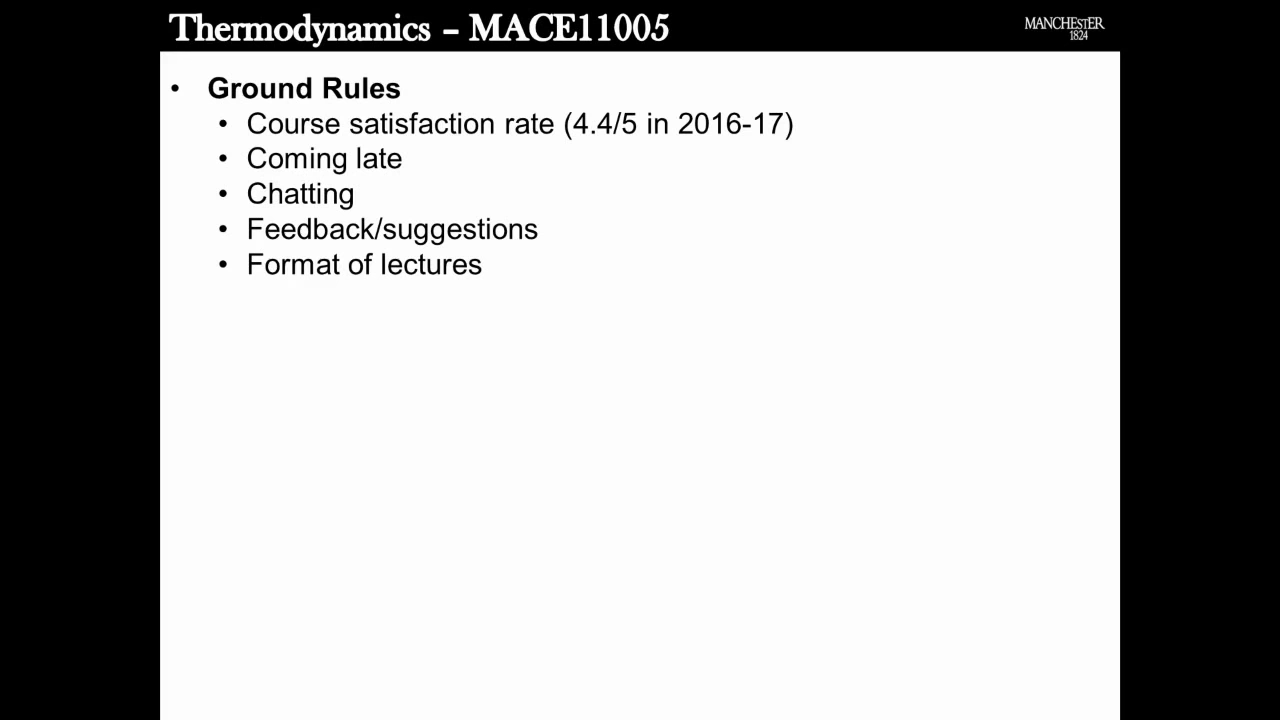 Thermodynamics – MACE11005
MANCHESTER
1824
• Ground Rules
• Course satisfaction rate (4.4/5 in 2016-17)
• Coming late
• Chatting
• Feedback/suggestions
• Format of lectures